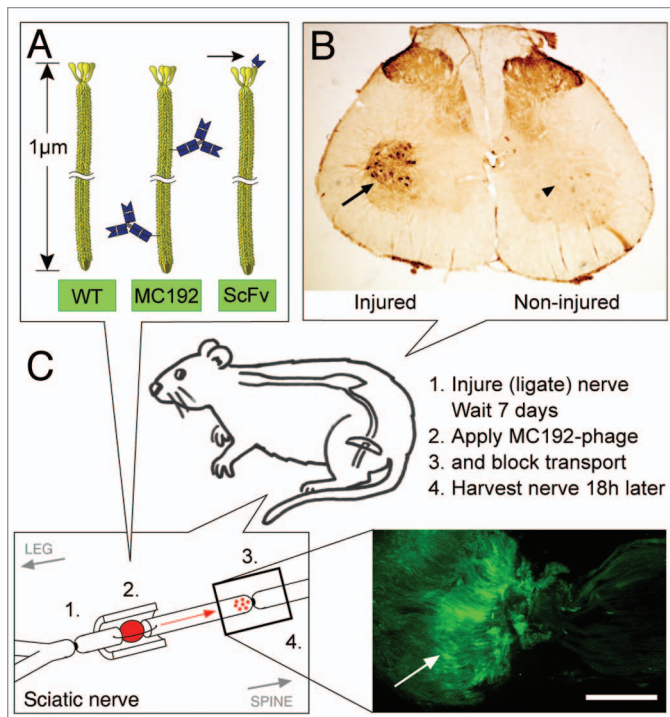 A
1μm
WT
MC192
ScFv
B
Injured
Non-injured
C
1. Injure (ligate) nerve
Wait 7 days
2. Apply MC192-phage
3. and block transport
4. Harvest nerve 18h later
LEG
1.
2.
3.
4.
Sciatic nerve
SPINE